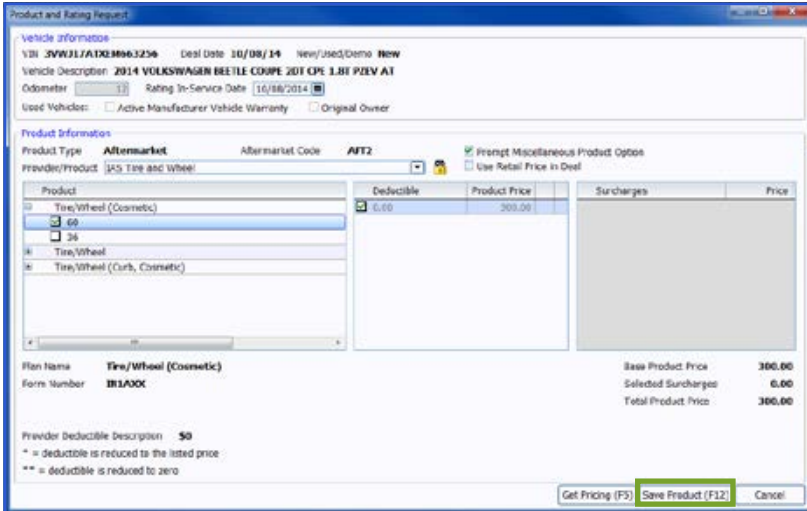 Product and Rating Request
Vehicle Information
VIN 3VWJL7ATXEM663256 Deal Date 10/08/14 New/Used/Demo New
Vehicle Description 2014 VOLKSWAGEN BEETLE COUPE 2DT CPE 1.8T PZEV AT
Odometer 12 Rating In-Service Date 10/08/2014
Used Vehicles: Active Manufacturer Vehicle Warranty Original Owner
Product Information
Product Type Aftermarket Aftermarket Code AFT2 Prompt Miscellaneous Product Option
Provider/Product IAS Tire and Wheel Use Retail Price in Deal
Product Deductible Product Price Surcharges Price
Tire/Wheel (Cosmetic) 0.00 300.00
60
36
Tire/Wheel
Tire/Wheel (Curb, Cosmetic)
Plan Name Tire/Wheel (Cosmetic) Base Product Price 300.00
Form Number Selected Surcharges 0.00
Total Product Price 300.00
Provider Deductible Description $0
* = deductible is reduced to the listed price
** = deductible is reduced to zero
Get Pricing (F5) Save Product (F12) Cancel